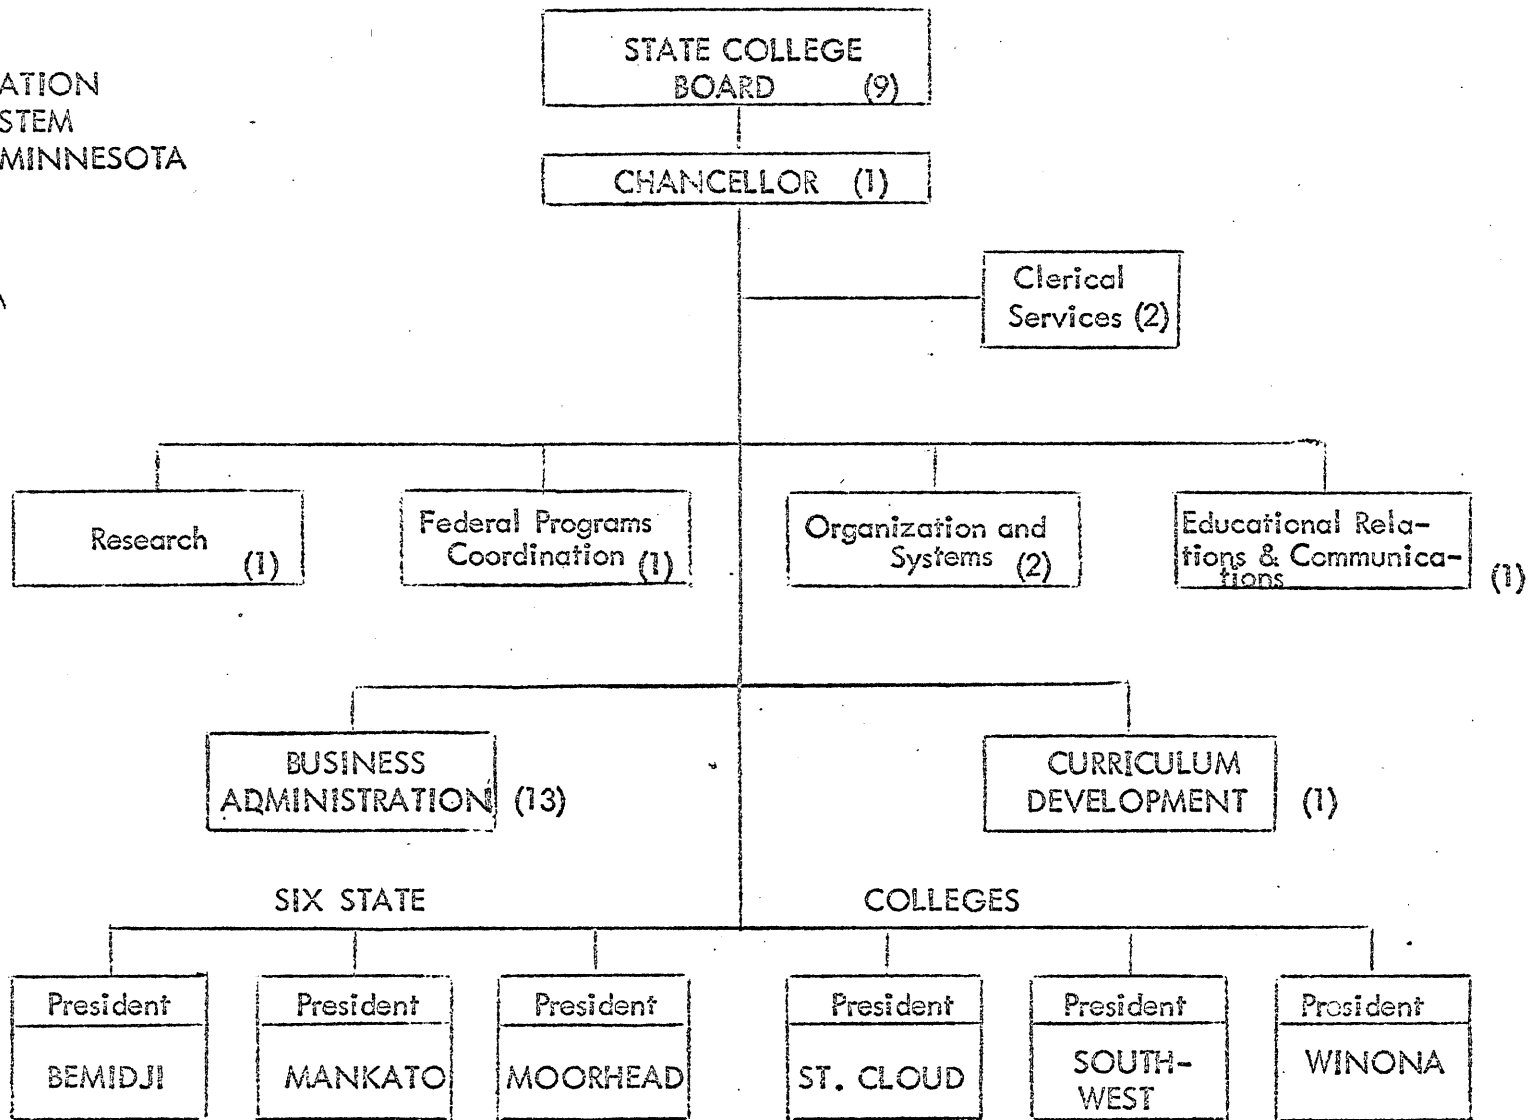 ATION
STEM
MINNESOTA
STATE COLLEGE
BOARD (9)
CHANCELLOR (1)
Clerical
Services (2)
Research
(1)
Federal Programs
Coordination (1)
Organization and
Systems (2)
Educational Rela-
tions & Communica-
tions
(1)
BUSINESS
ADMINISTRATION (13)
CURRICULUM
DEVELOPMENT (1)
SIX STATE COLLEGES
President
BEMIDJI
President
MANKATO
President
MOORHEAD
President
ST. CLOUD
President
SOUTH-
WEST
President
WINONA